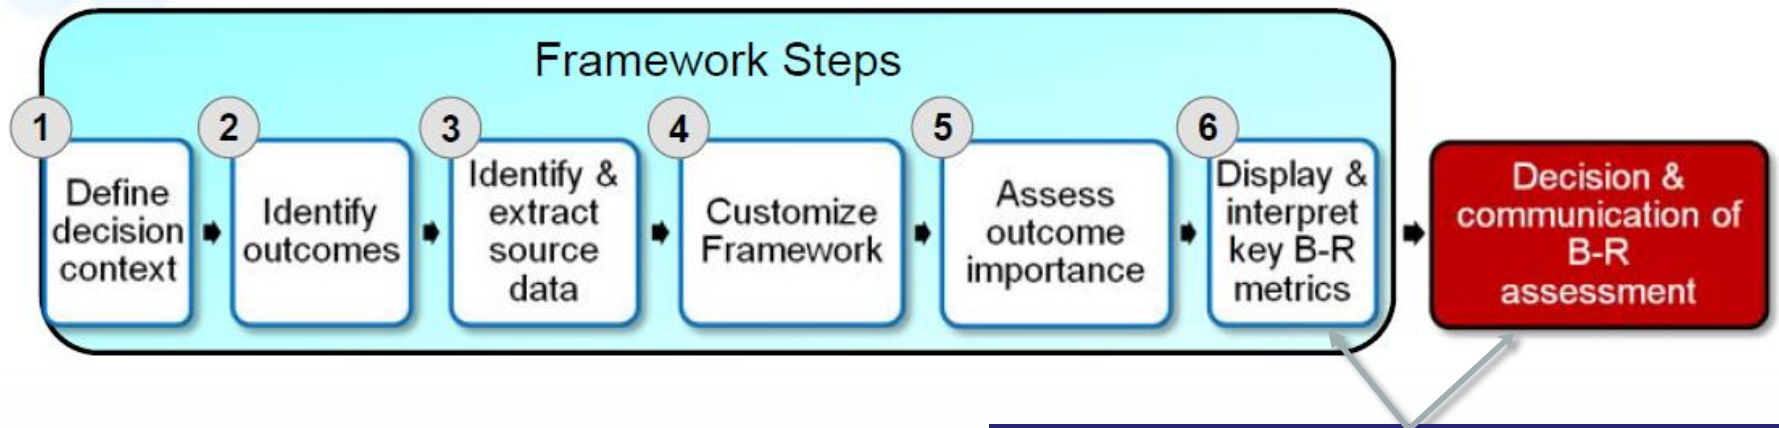 Framework Steps
1
Define
decision
context
2
Identify
outcomes
3
Identify &
extract
source
data
4
Customize
Framework
5
Assess
outcome
importance
6
Display &
interpret
key B-R
metrics
Decision &
communication of
B-R
assessment